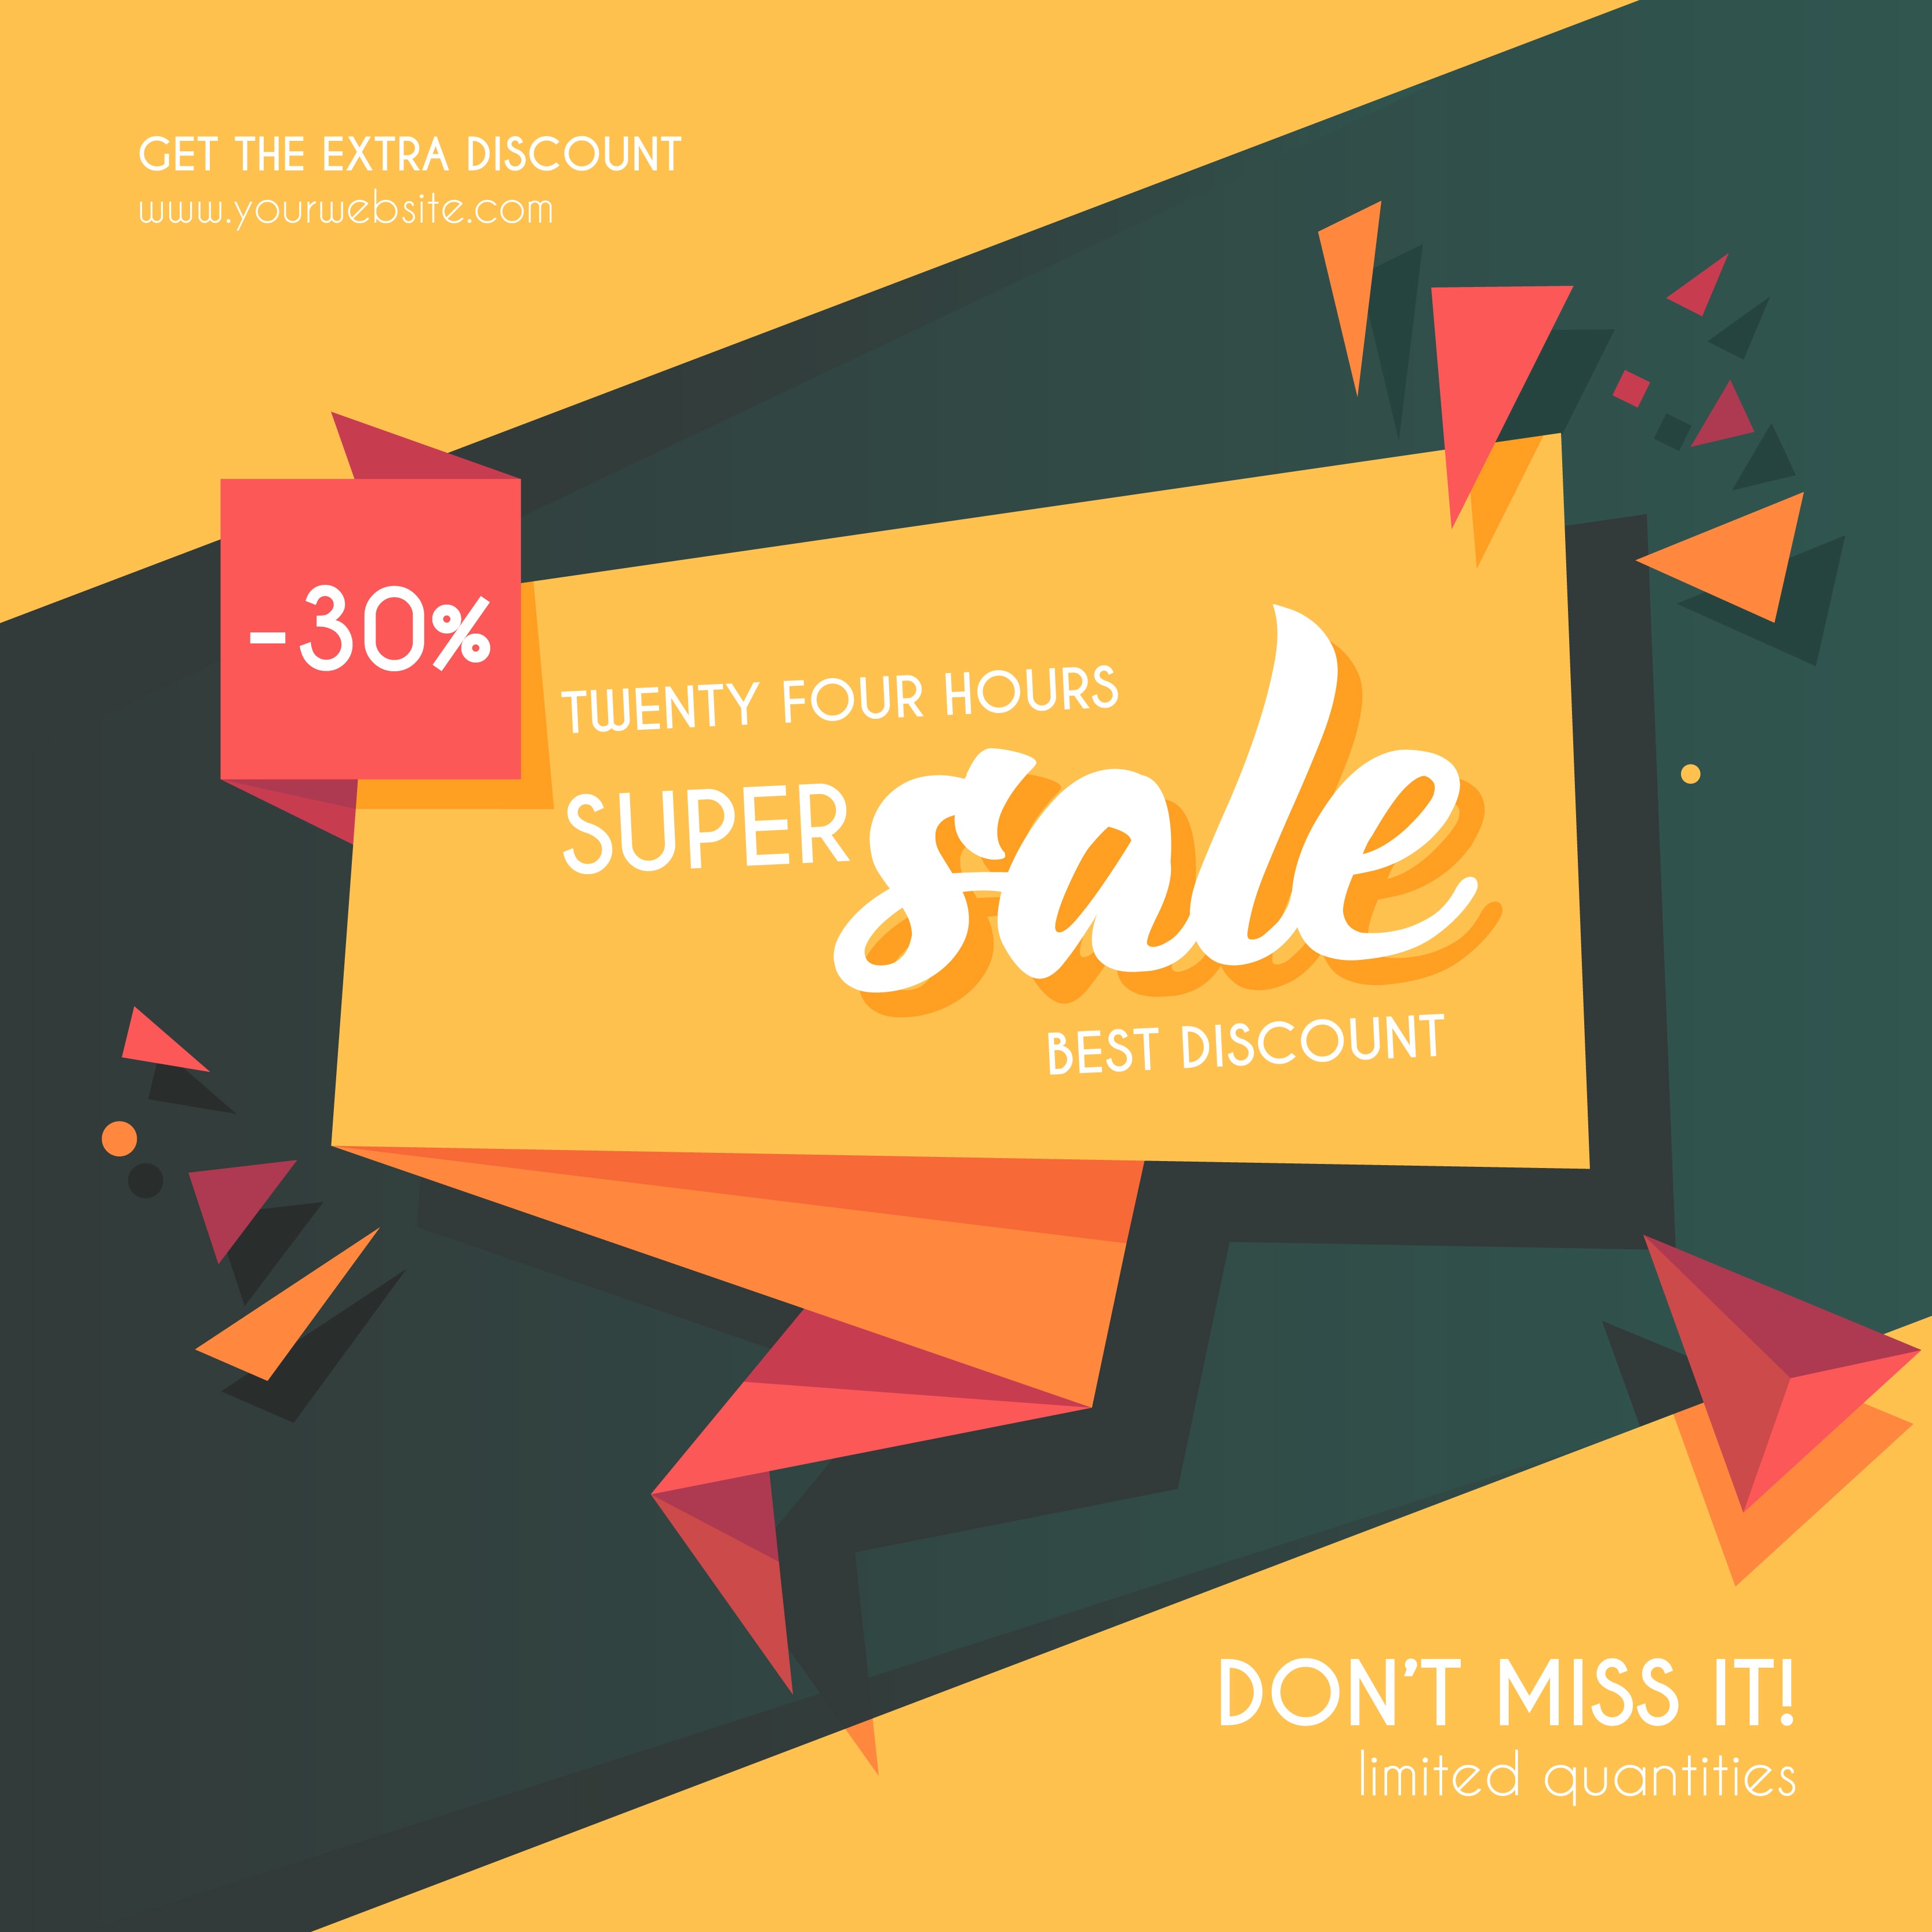 GET THE EXTRA DISCOUNT
www.yourwebsite.com
-30%
TWENTY FOUR HOURS
SUPER sale
BEST DISCOUNT
DON'T MISS IT!
limited quantities